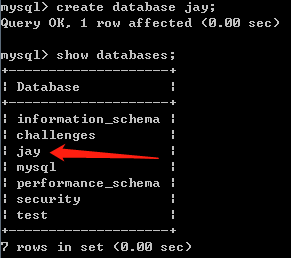 mysql> create database jay;
Query OK, 1 row affected (0.00 sec)
mysql> show databases;
+--------------------+
| Database           |
+--------------------+
| information_schema |
| challenges         |
| jay                |
| mysql              |
| performance_schema |
| security           |
| test               |
+--------------------+
7 rows in set (0.00 sec)